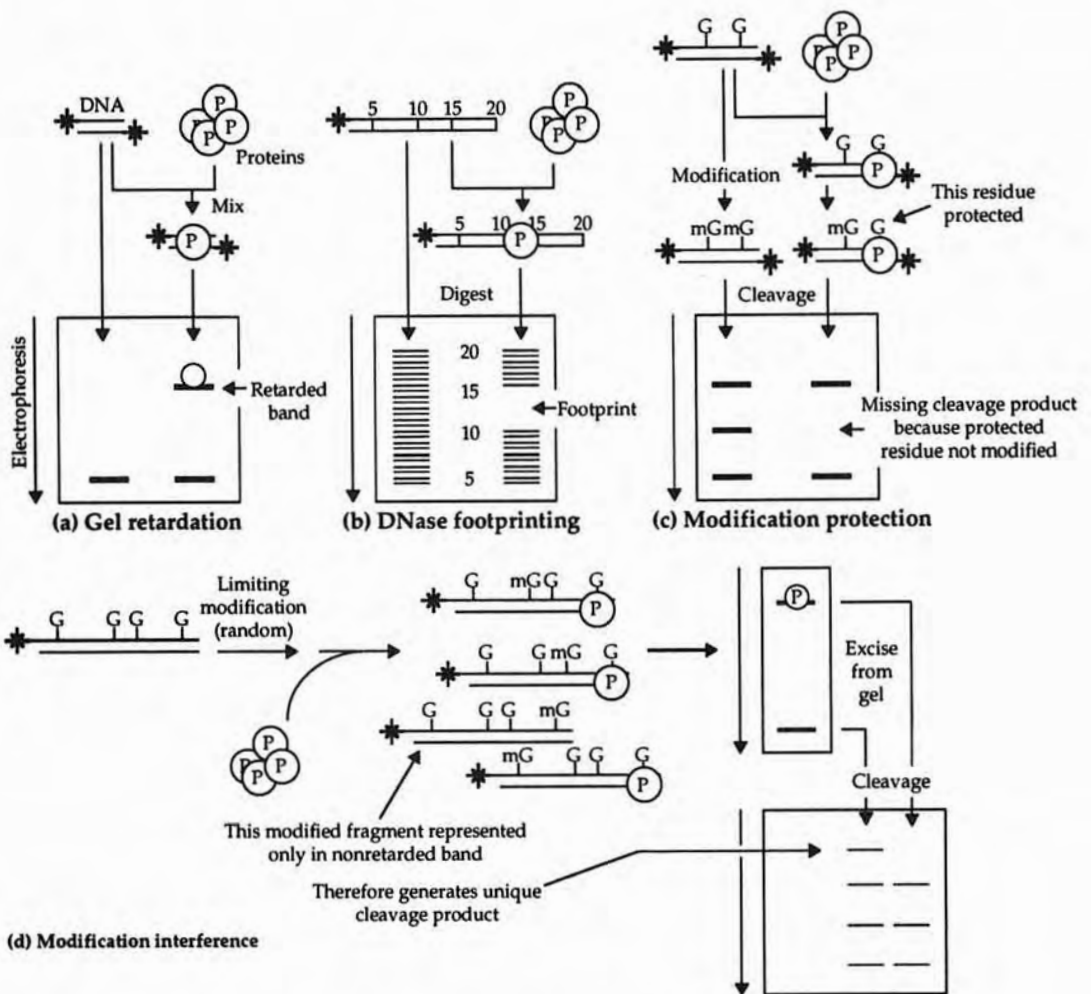 DNA
P
P
P
P
P
Proteins
Mix
P
Electrophoresis
Retarded
band
(a) Gel retardation
5 10 15 20
P
P
P
P
P
5 10 15 20
P
Digest
20
15
10
5
Footprint
(b) DNase footprinting
G G
P
P
P
P
P
Modification
G G
P
This residue
protected
mG mG
mG G
P
Cleavage
Missing cleavage product
because protected
residue not modified
(c) Modification protection
G G G G
Limiting
modification
(random)
P
P
P
P
G mG G G
P
G G mG G
P
G G G mG
mG G G G
P
This modified fragment represented
only in nonretarded band
Therefore generates unique
cleavage product
P
Excise
from
gel
Cleavage
(d) Modification interference